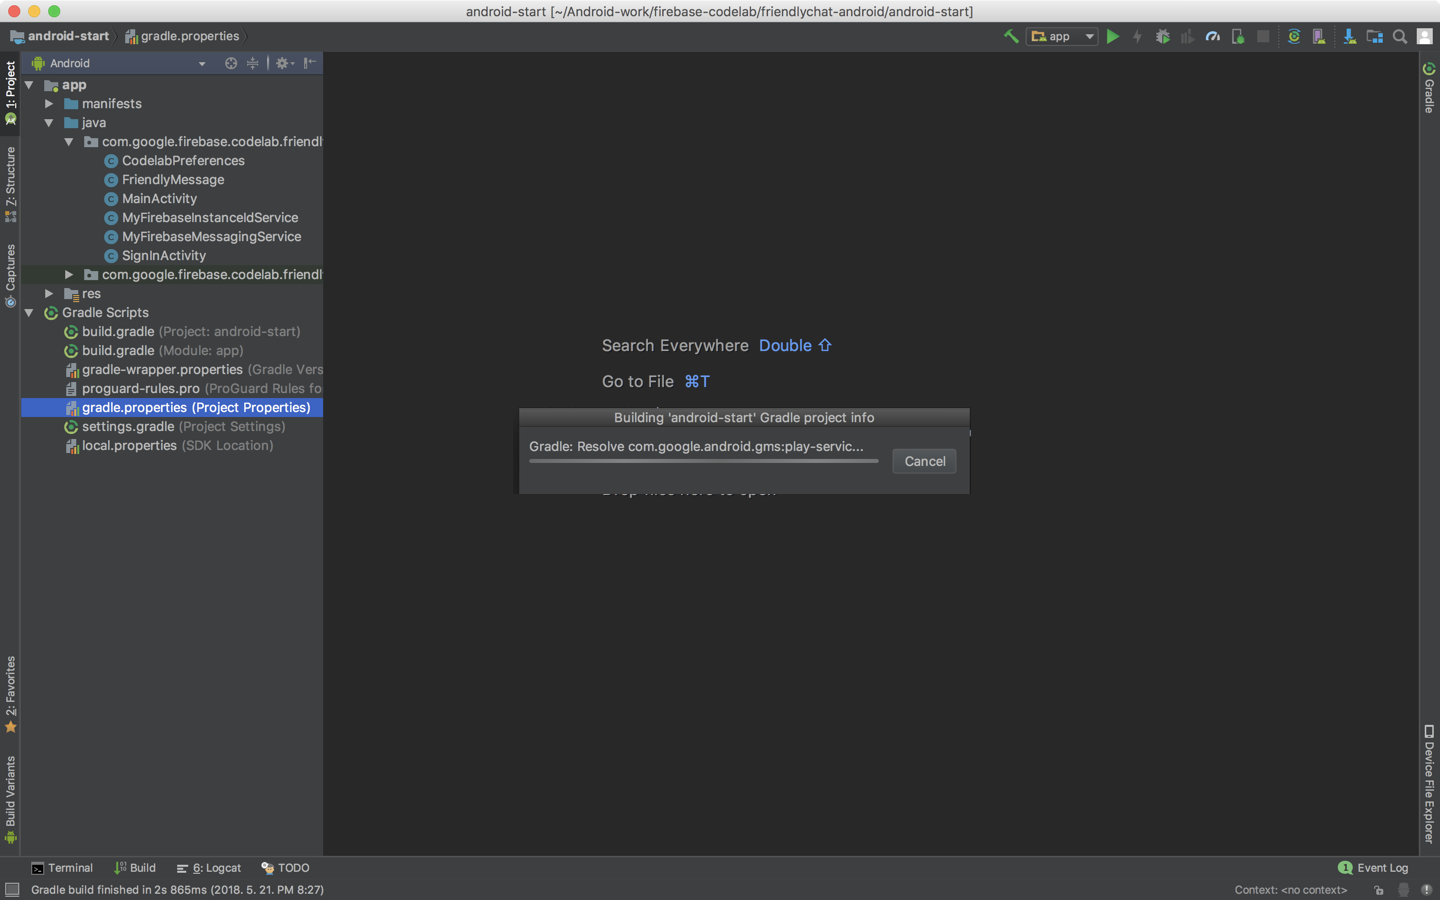 android-start [~/Android-work/firebase-codelab/friendlychat-android/android-start]
android-start
gradle.properties
app
1: Project
Z: Structure
Captures
2: Favorites
Build Variants
Android
app
manifests
java
com.google.firebase.codelab.friendl
CodelabPreferences
FriendlyMessage
MainActivity
MyFirebaseInstanceIdService
MyFirebaseMessagingService
SignInActivity
com.google.firebase.codelab.friendl
res
Gradle Scripts
build.gradle (Project: android-start)
build.gradle (Module: app)
gradle-wrapper.properties (Gradle Vers
proguard-rules.pro (ProGuard Rules fo
gradle.properties (Project Properties)
settings.gradle (Project Settings)
local.properties (SDK Location)
Search Everywhere Double ⇧
Go to File ⌘T
Building 'android-start' Gradle project info
Gradle: Resolve com.google.android.gms:play-servic...
Cancel
Drop files here to open
Gradle
Device File Explorer
Terminal
Build
6: Logcat
TODO
1 Event Log
Gradle build finished in 2s 865ms (2018. 5. 21. PM 8:27)
Context: <no context>